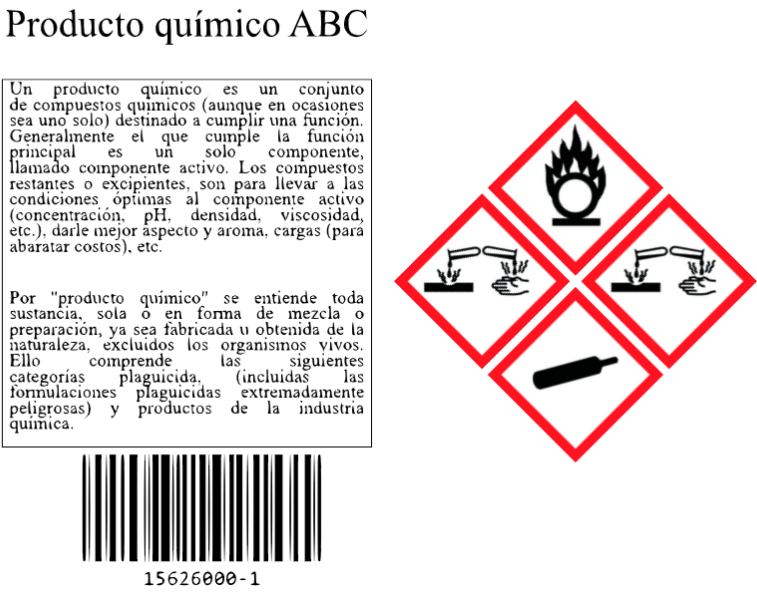 Producto químico ABC
Un producto químico es un conjunto
de compuestos químicos (aunque en ocasiones
sea uno solo) destinado a cumplir una función.
Generalmente el que cumple la función
principal es un solo componente,
llamado componente activo. Los compuestos
restantes o excipientes, son para llevar a las
condiciones óptimas al componente activo
(concentración, pH, densidad, viscosidad,
etc.), darle mejor aspecto y aroma, cargas (para
abaratar costos), etc.
Por "producto químico" se entiende toda
sustancia, sola o en forma de mezcla o
preparación, ya sea fabricada u obtenida de la
naturaleza, excluidos los organismos vivos.
Ello comprende las siguientes
categorías plaguicida, (incluidas las
formulaciones plaguicidas extremadamente
peligrosas) y productos de la industria
química.
15626000-1